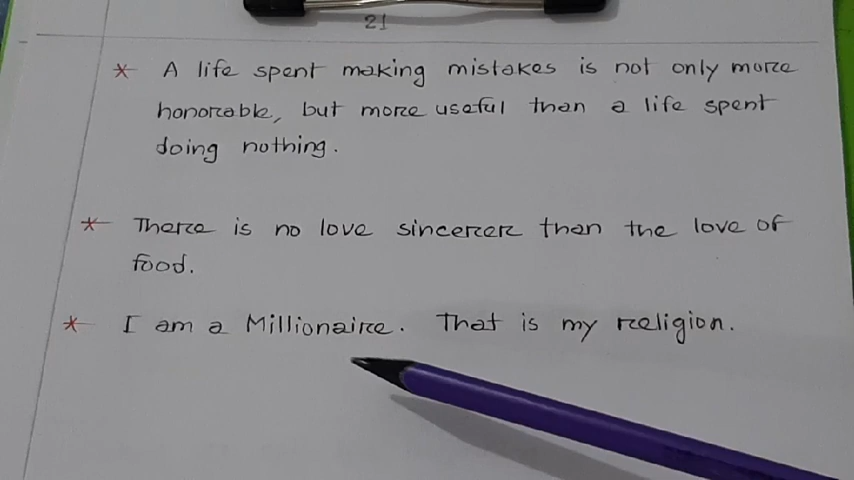 21
* A life spent making mistakes is not only more
honorable, but more useful than a life spent
doing nothing.
* There is no love sincerer than the love of
food.
* I am a Millionaire. That is my religion.